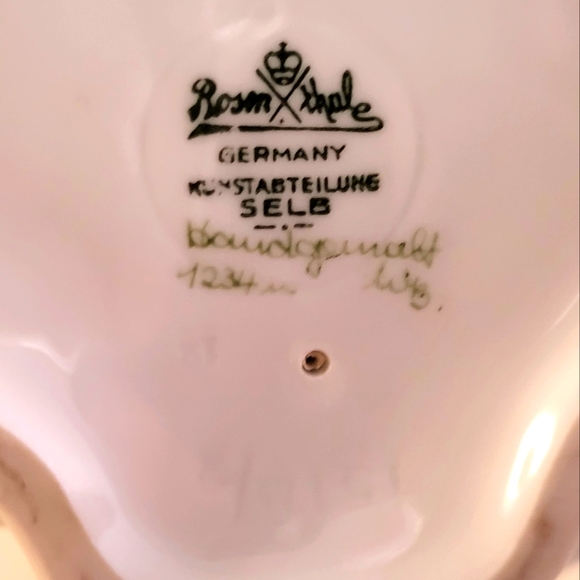 Rosenthal
GERMANY
KUNSTABTEILUNG
SELB
Handgemalt
1234